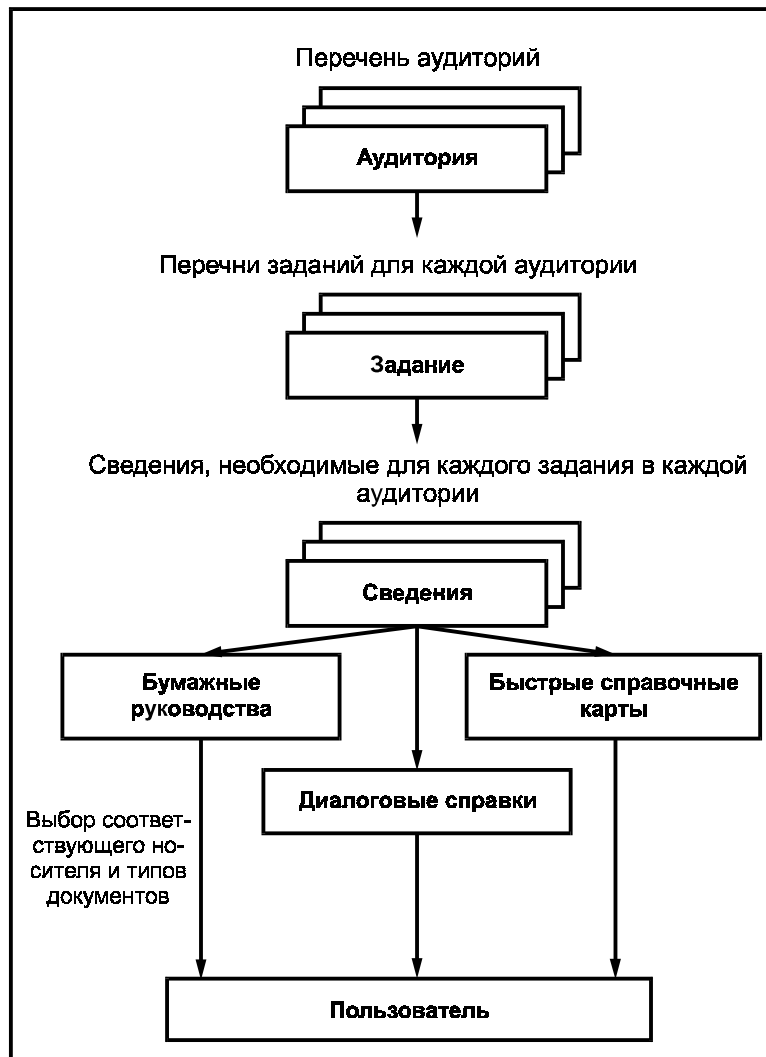 Перечень аудиторий
Аудитория
Перечни заданий для каждой аудитории
Задание
Сведения, необходимые для каждого задания в каждой
аудитории
Сведения
Бумажные
руководства
Быстрые справочные
карты
Диалоговые справки
Выбор соответ-
ствующего но-
сителя и типов
документов
Пользователь